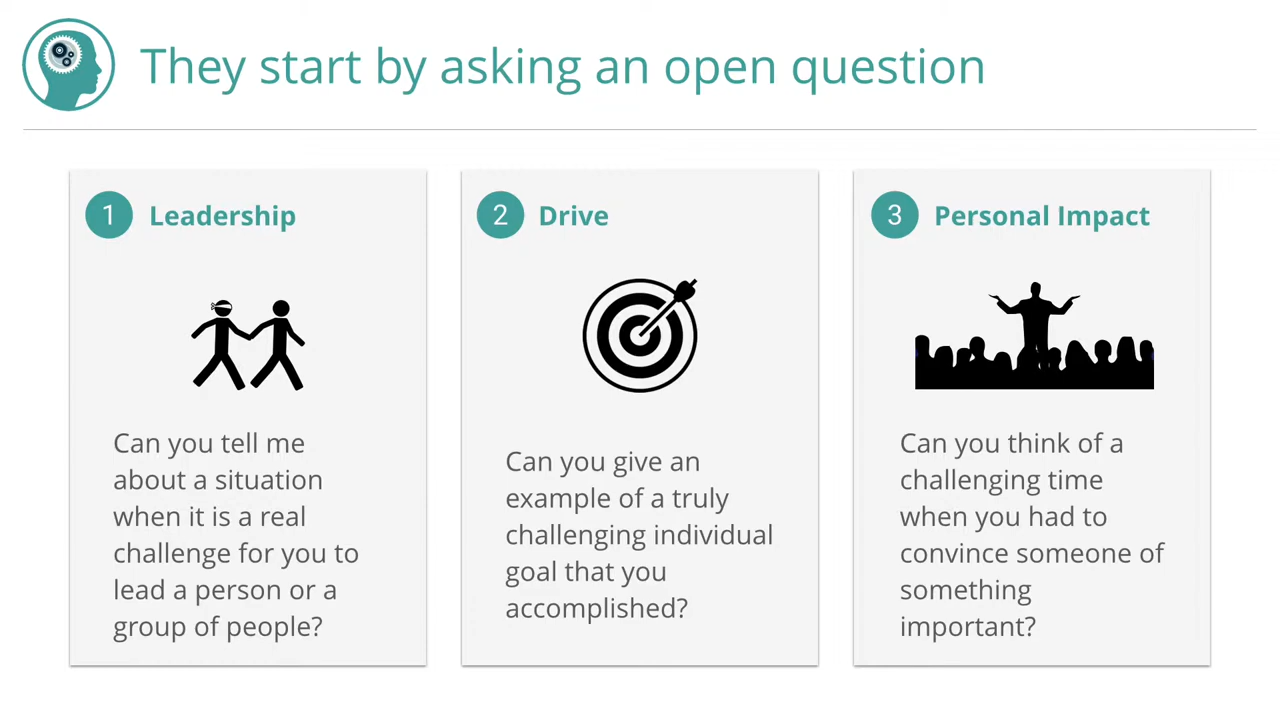 They start by asking an open question
1 Leadership
Can you tell me
about a situation
when it is a real
challenge for you to
lead a person or a
group of people?
2 Drive
Can you give an
example of a truly
challenging individual
goal that you
accomplished?
3 Personal Impact
Can you think of a
challenging time
when you had to
convince someone of
something
important?